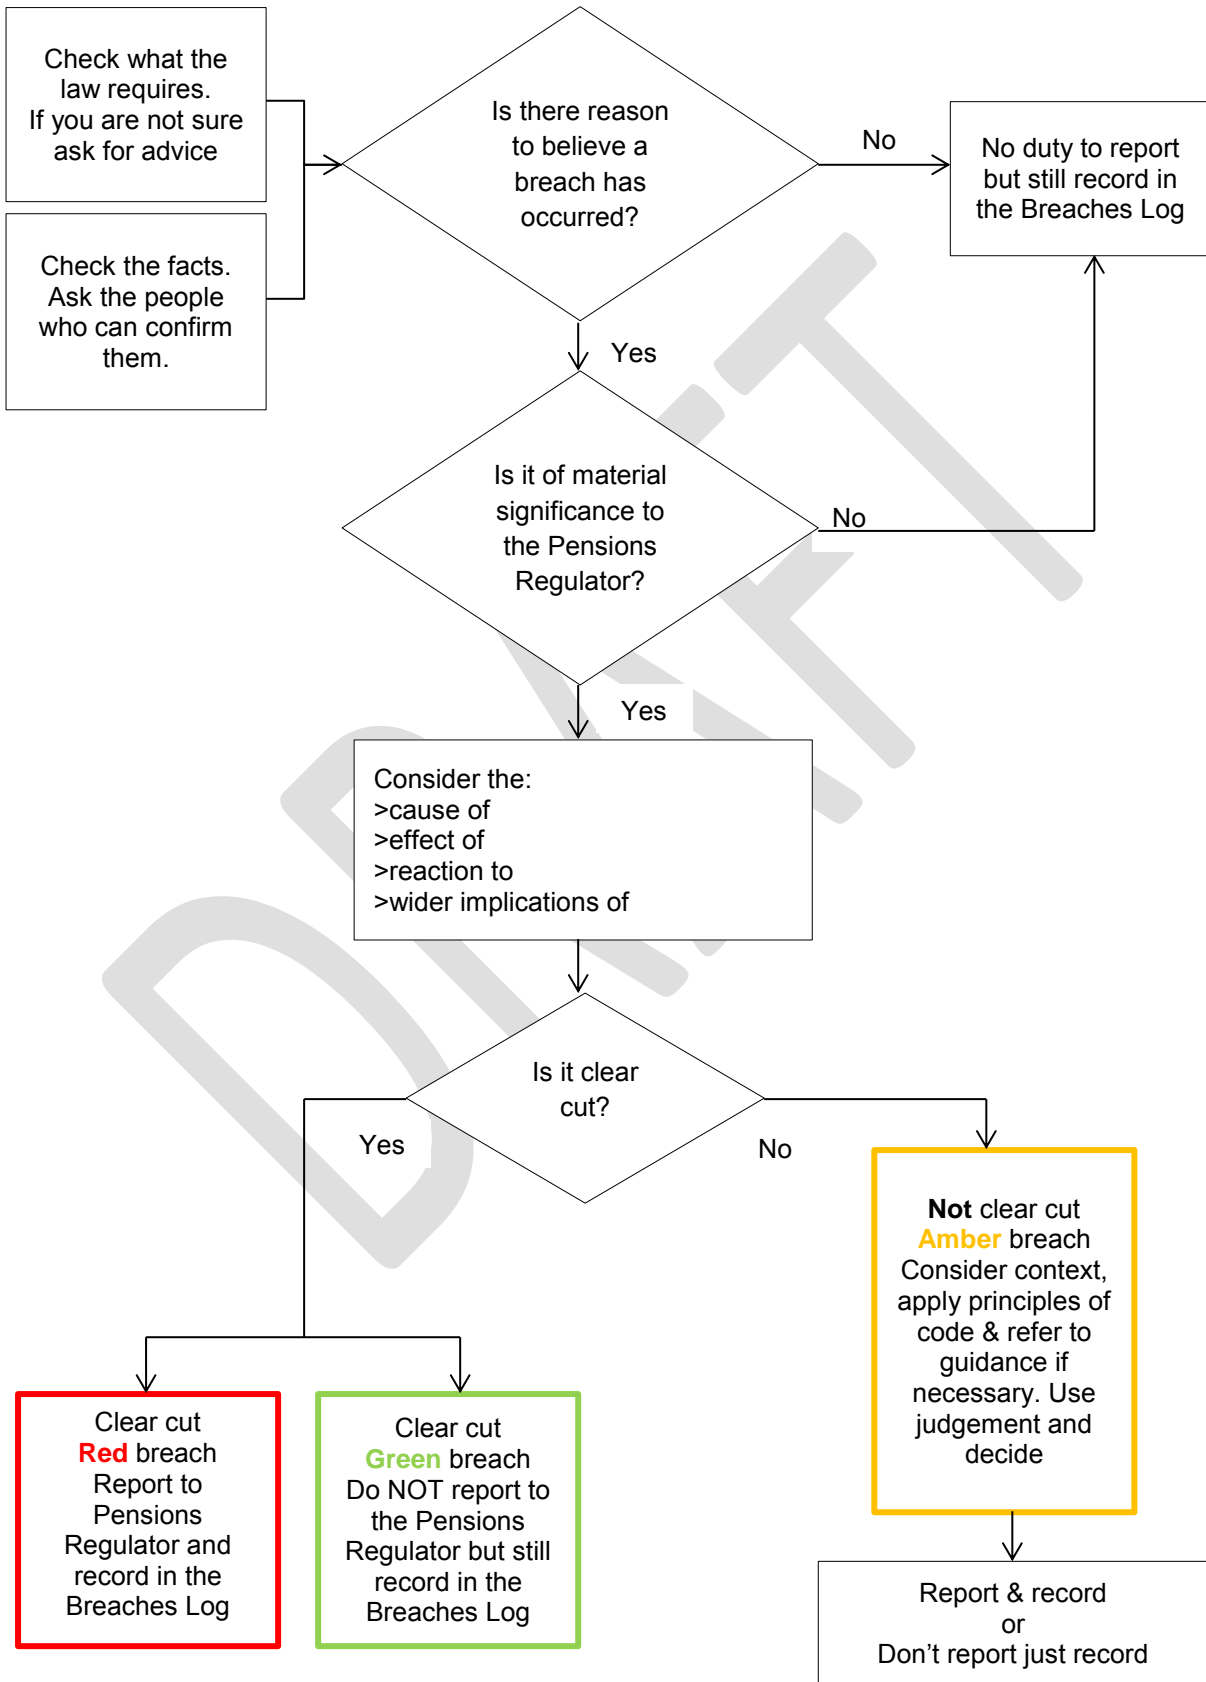 Check what the
law requires.
If you are not sure
ask for advice
Check the facts.
Ask the people
who can confirm
them.
Is there reason
to believe a
breach has
occurred?
No
No duty to report
but still record in
the Breaches Log
Yes
Is it of material
significance to
the Pensions
Regulator?
No
Yes
Consider the:
>cause of
>effect of
>reaction to
>wider implications of
Is it clear
cut?
Yes
No
Not clear cut
Amber breach
Consider context,
apply principles of
code & refer to
guidance if
necessary. Use
judgement and
decide
Clear cut
Red breach
Report to
Pensions
Regulator and
record in the
Breaches Log
Clear cut
Green breach
Do NOT report to
the Pensions
Regulator but still
record in the
Breaches Log
Report & record
or
Don’t report just record
DRAFT